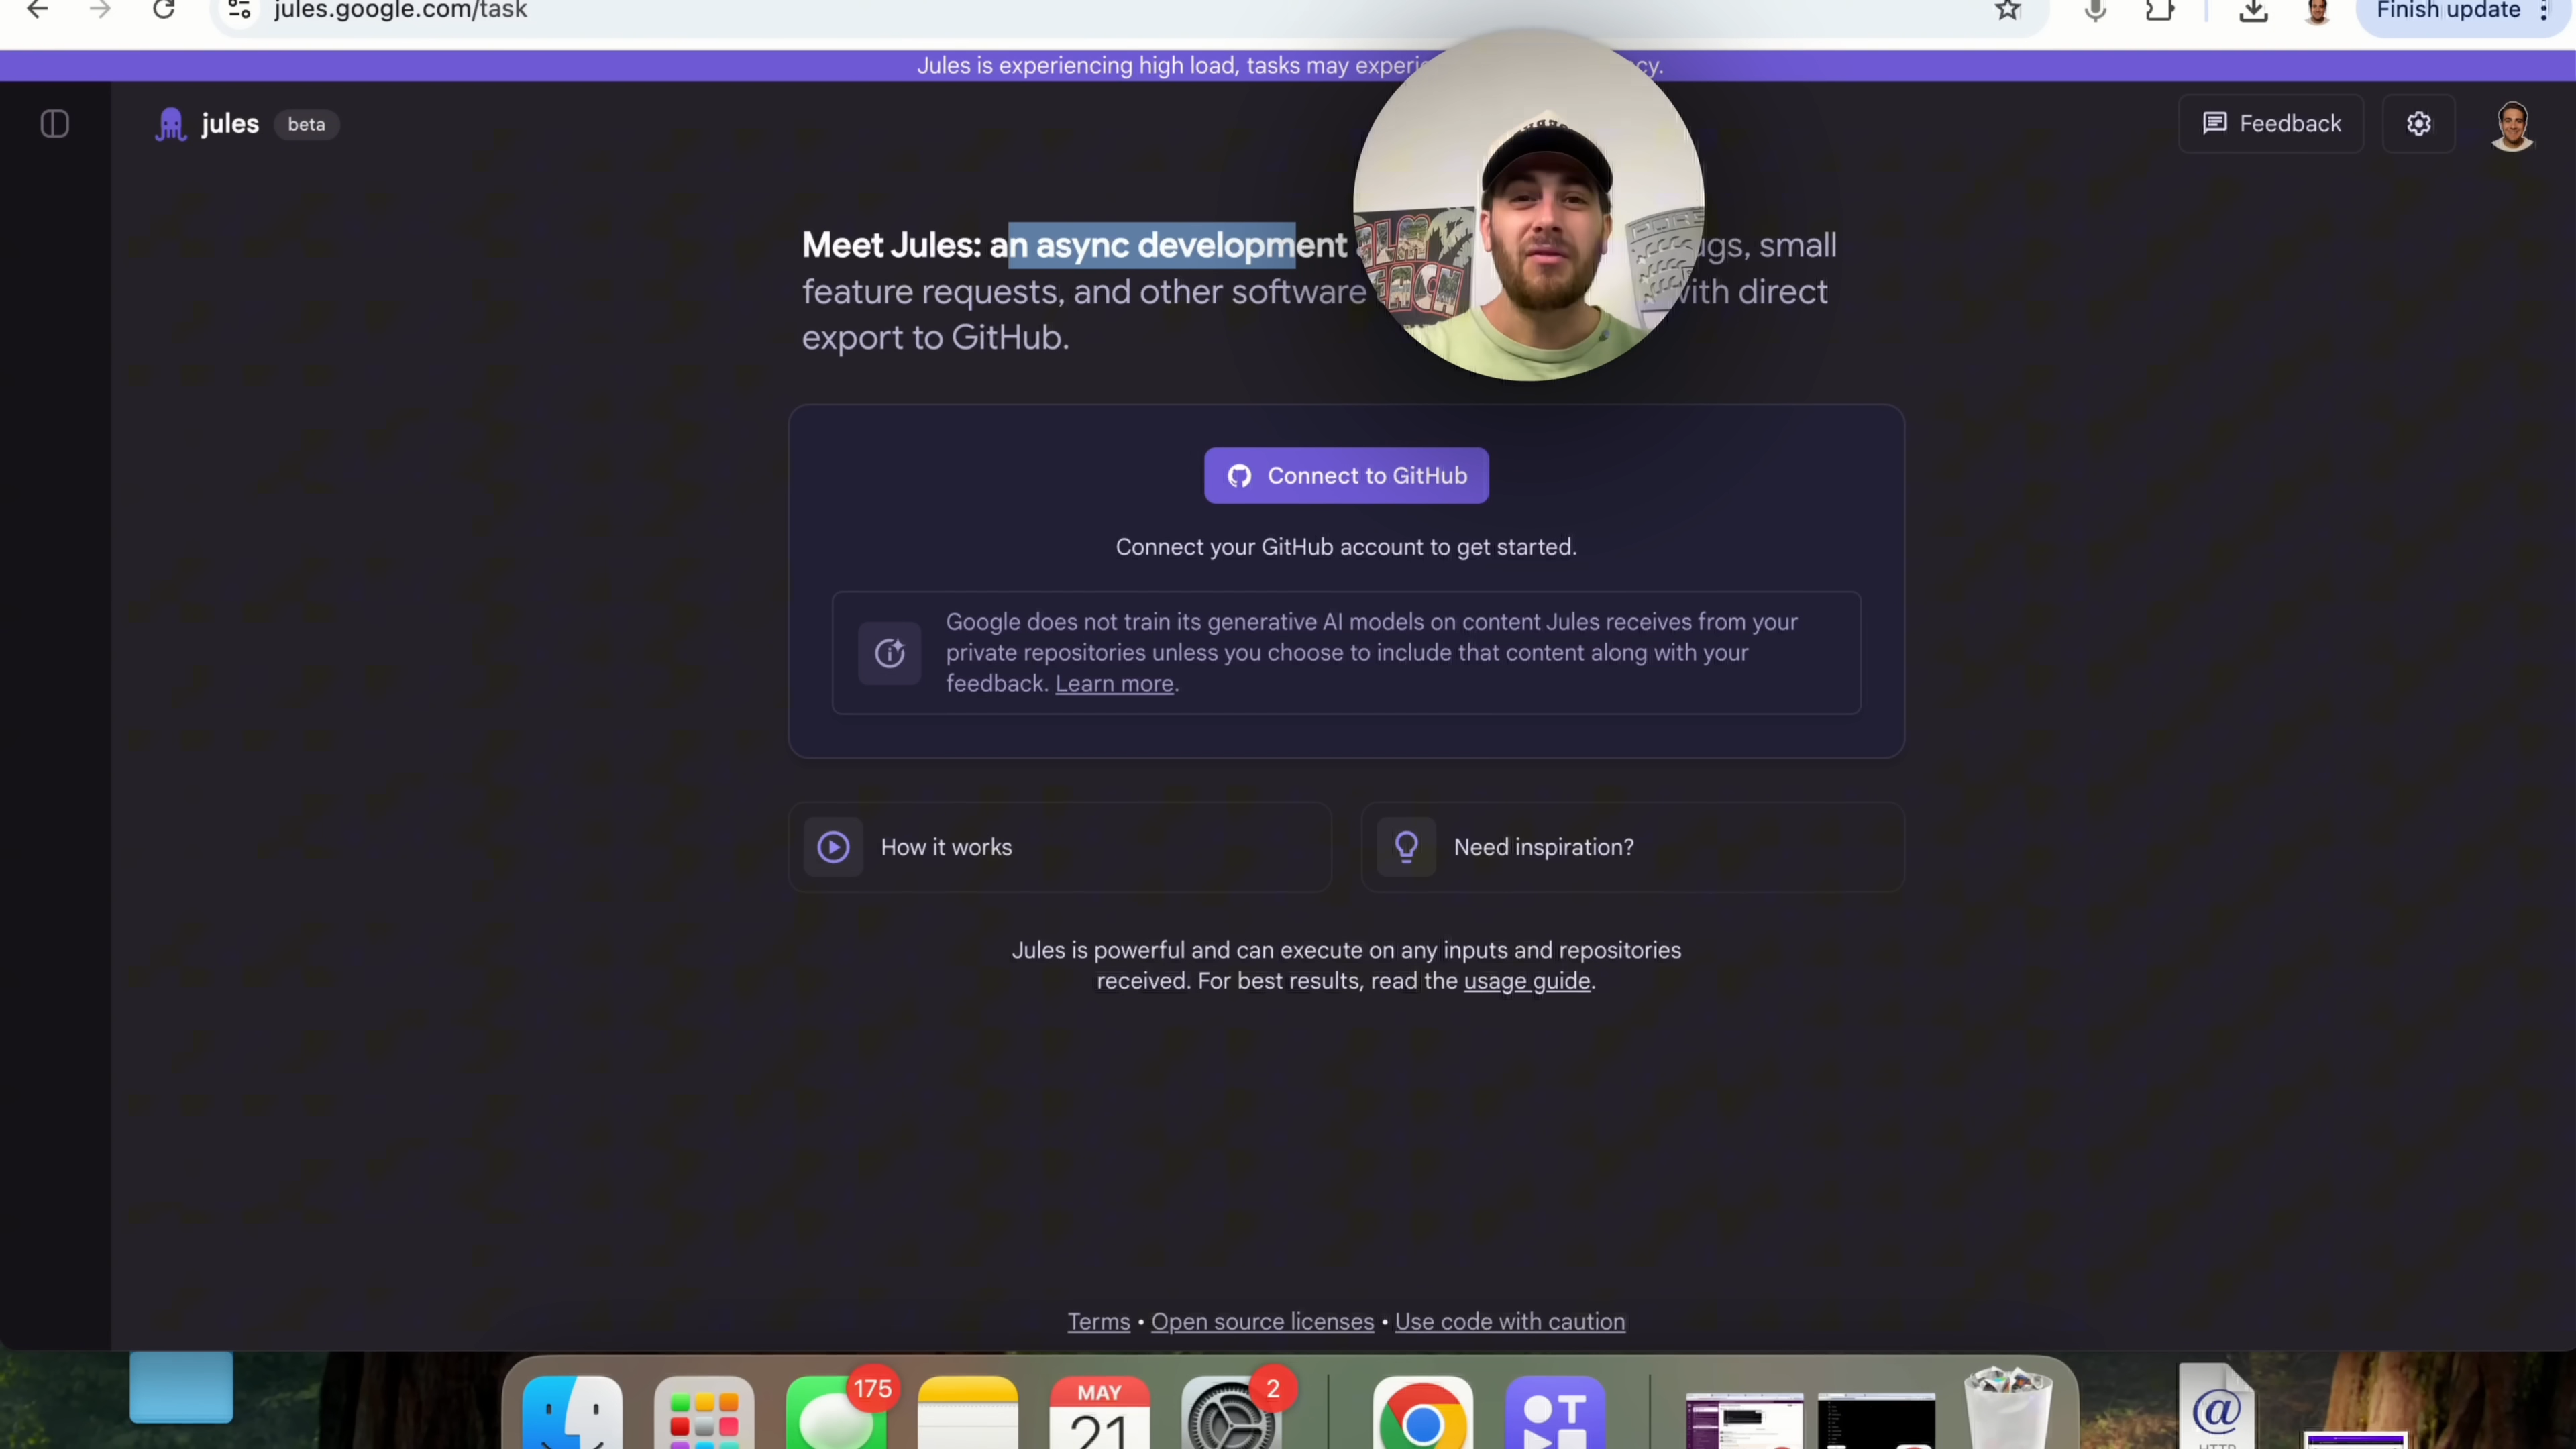 jules.google.com/task
Finish update
Jules is experiencing high load, tasks may experie cy.
jules beta
Feedback
Meet Jules: an async development ugs, small
feature requests, and other software with direct
export to GitHub.
Connect to GitHub
Connect your GitHub account to get started.
Google does not train its generative AI models on content Jules receives from your
private repositories unless you choose to include that content along with your
feedback. Learn more.
How it works
Need inspiration?
Jules is powerful and can execute on any inputs and repositories
received. For best results, read the usage guide.
Terms • Open source licenses • Use code with caution
175
MAY
21
2
T
@
HTTP